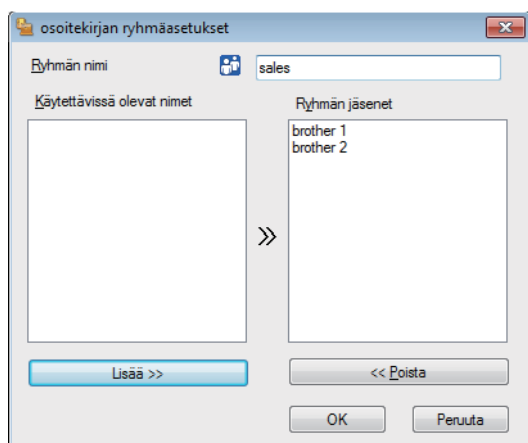 osoitekirjan ryhmäasetukset
Ryhmän nimi
sales
Käytettävissä olevat nimet
Ryhmän jäsenet
brother 1
brother 2
Lisää >>
<< Poista
OK
Peruuta